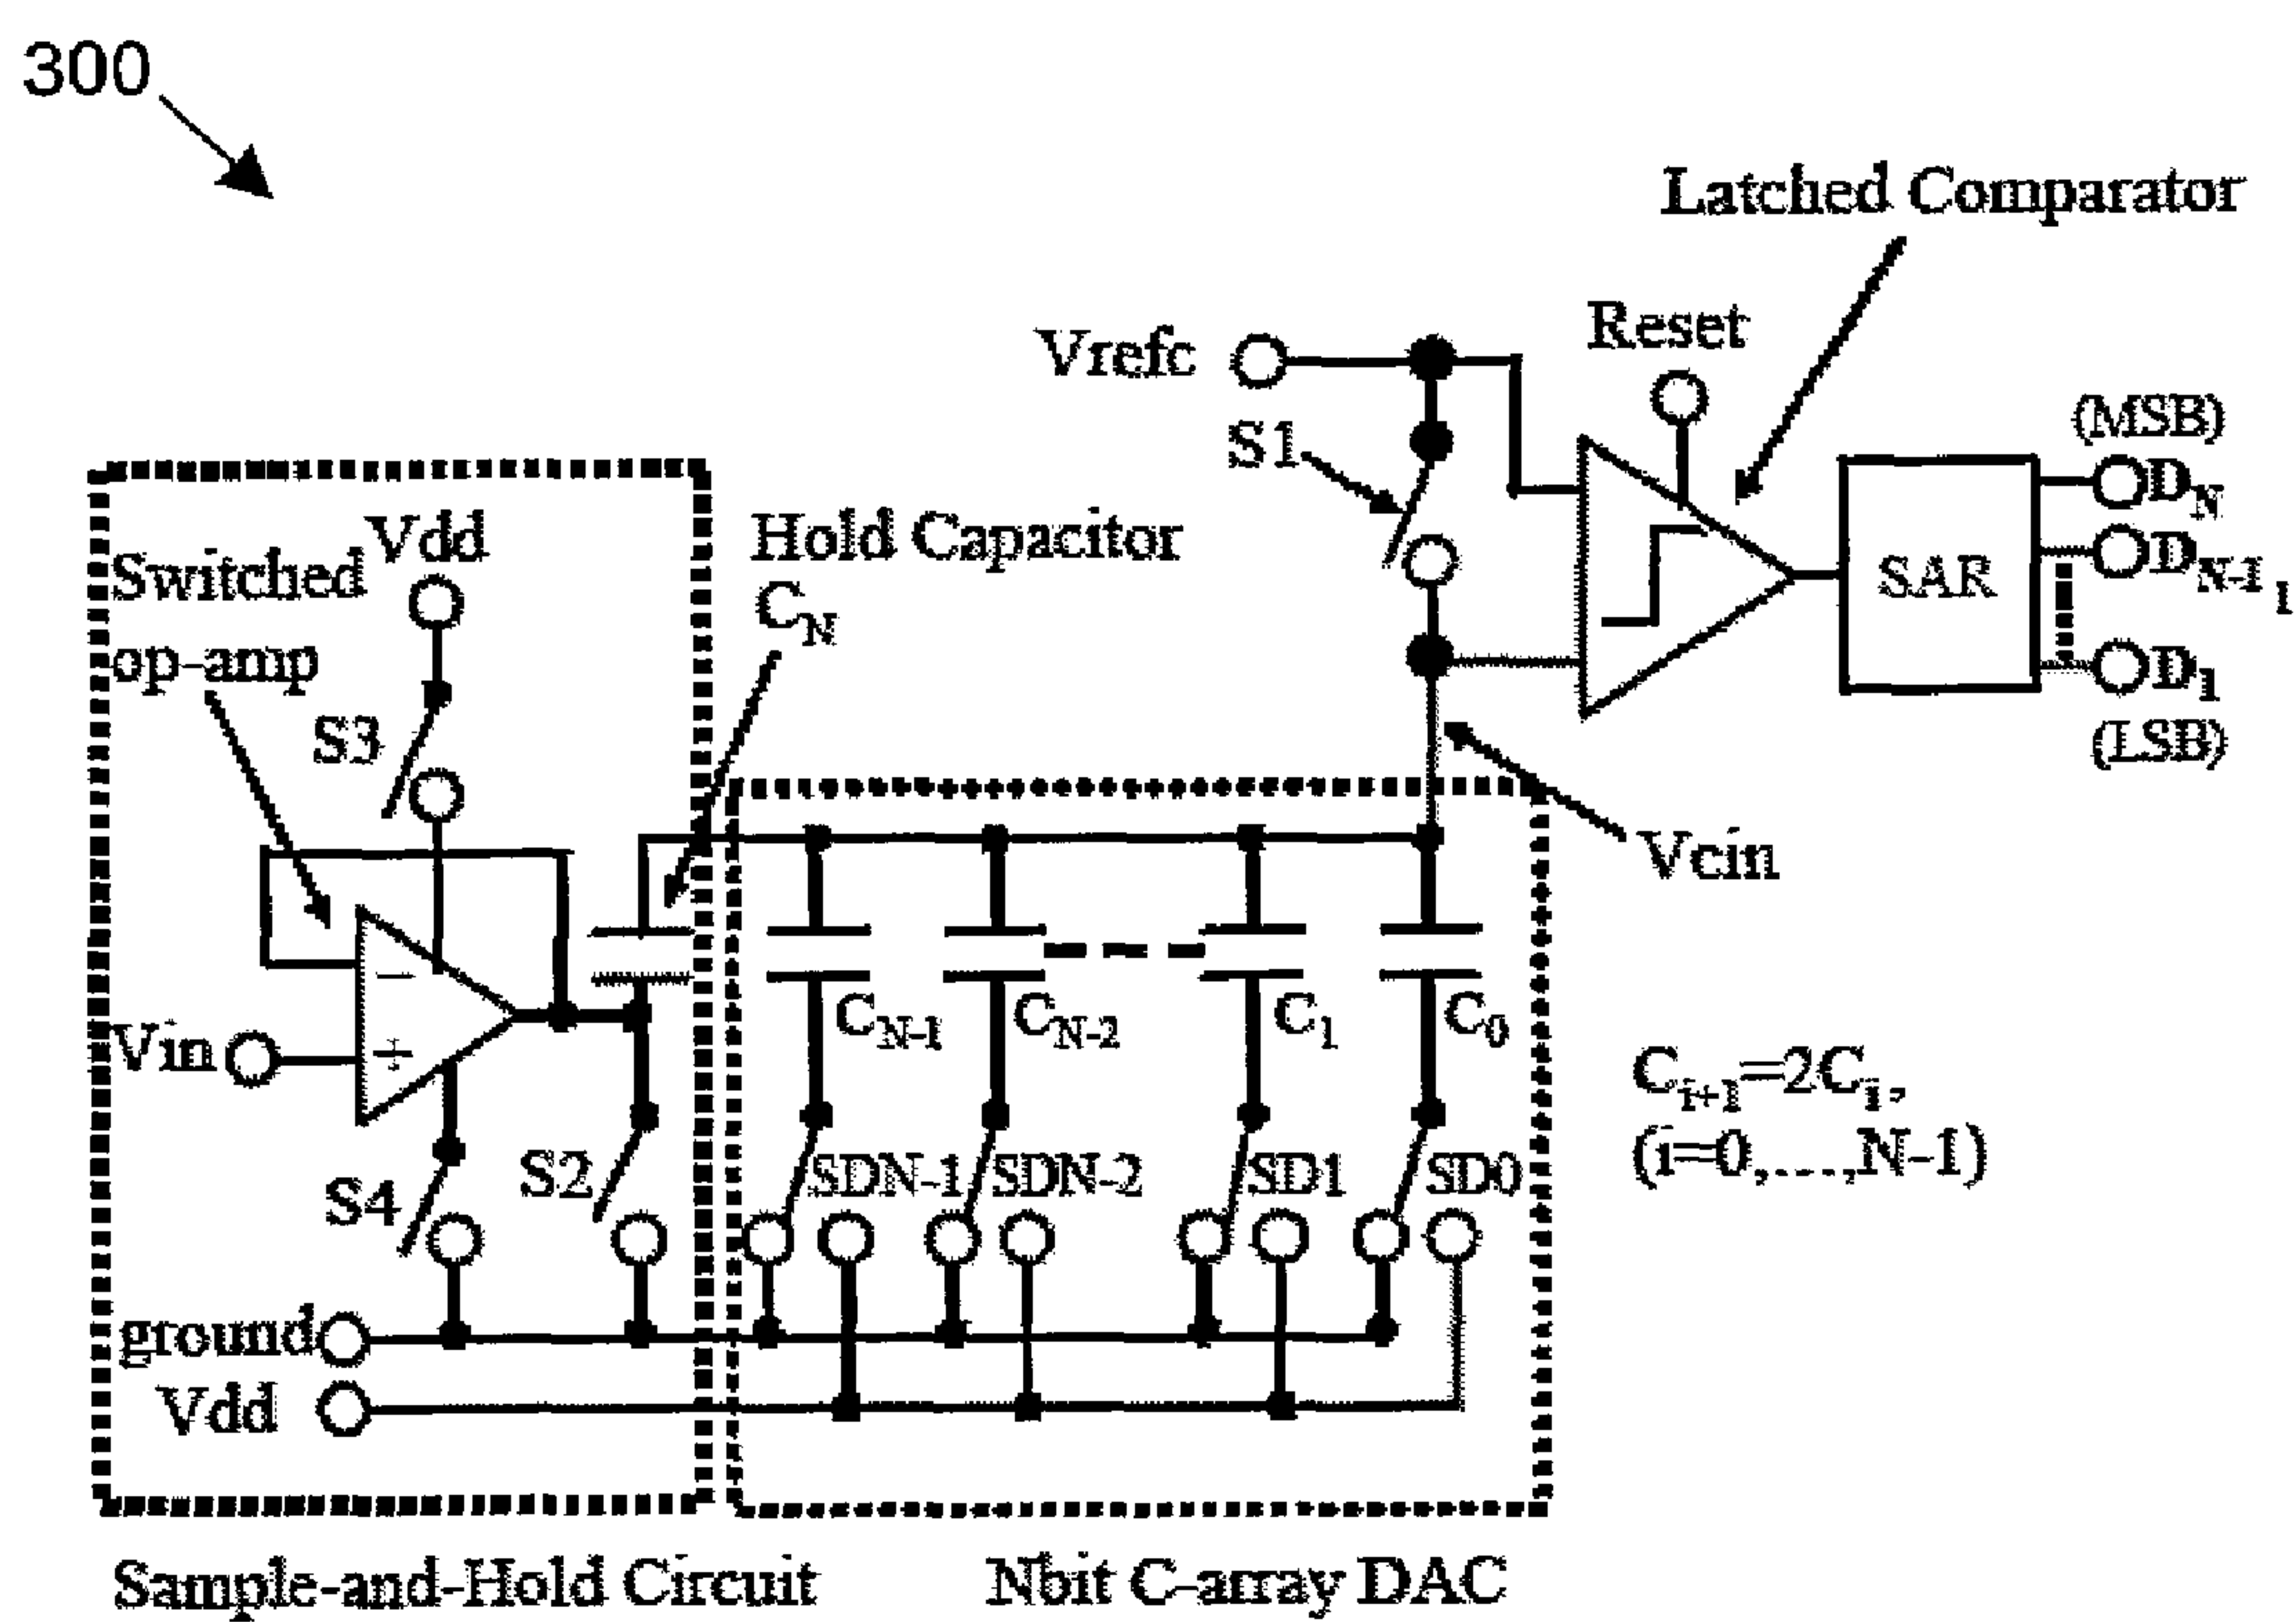 300
Latched Comparator
Vrefc
Reset
S1
(MSB)
D_N
D_N-1
1
D_1
(LSB)
SAR
Switched
op-amp
Vdd
S3
Hold Capacitor
C_N
Vcin
Vin
−
+
C_N-1
C_N-2
C_1
C_0
C_i+1=2C_i,
(i=0,...,N-1)
S4
S2
SDN-1
SDN-2
SD1
SD0
ground
Vdd
Sample-and-Hold Circuit
Nbit C-array DAC